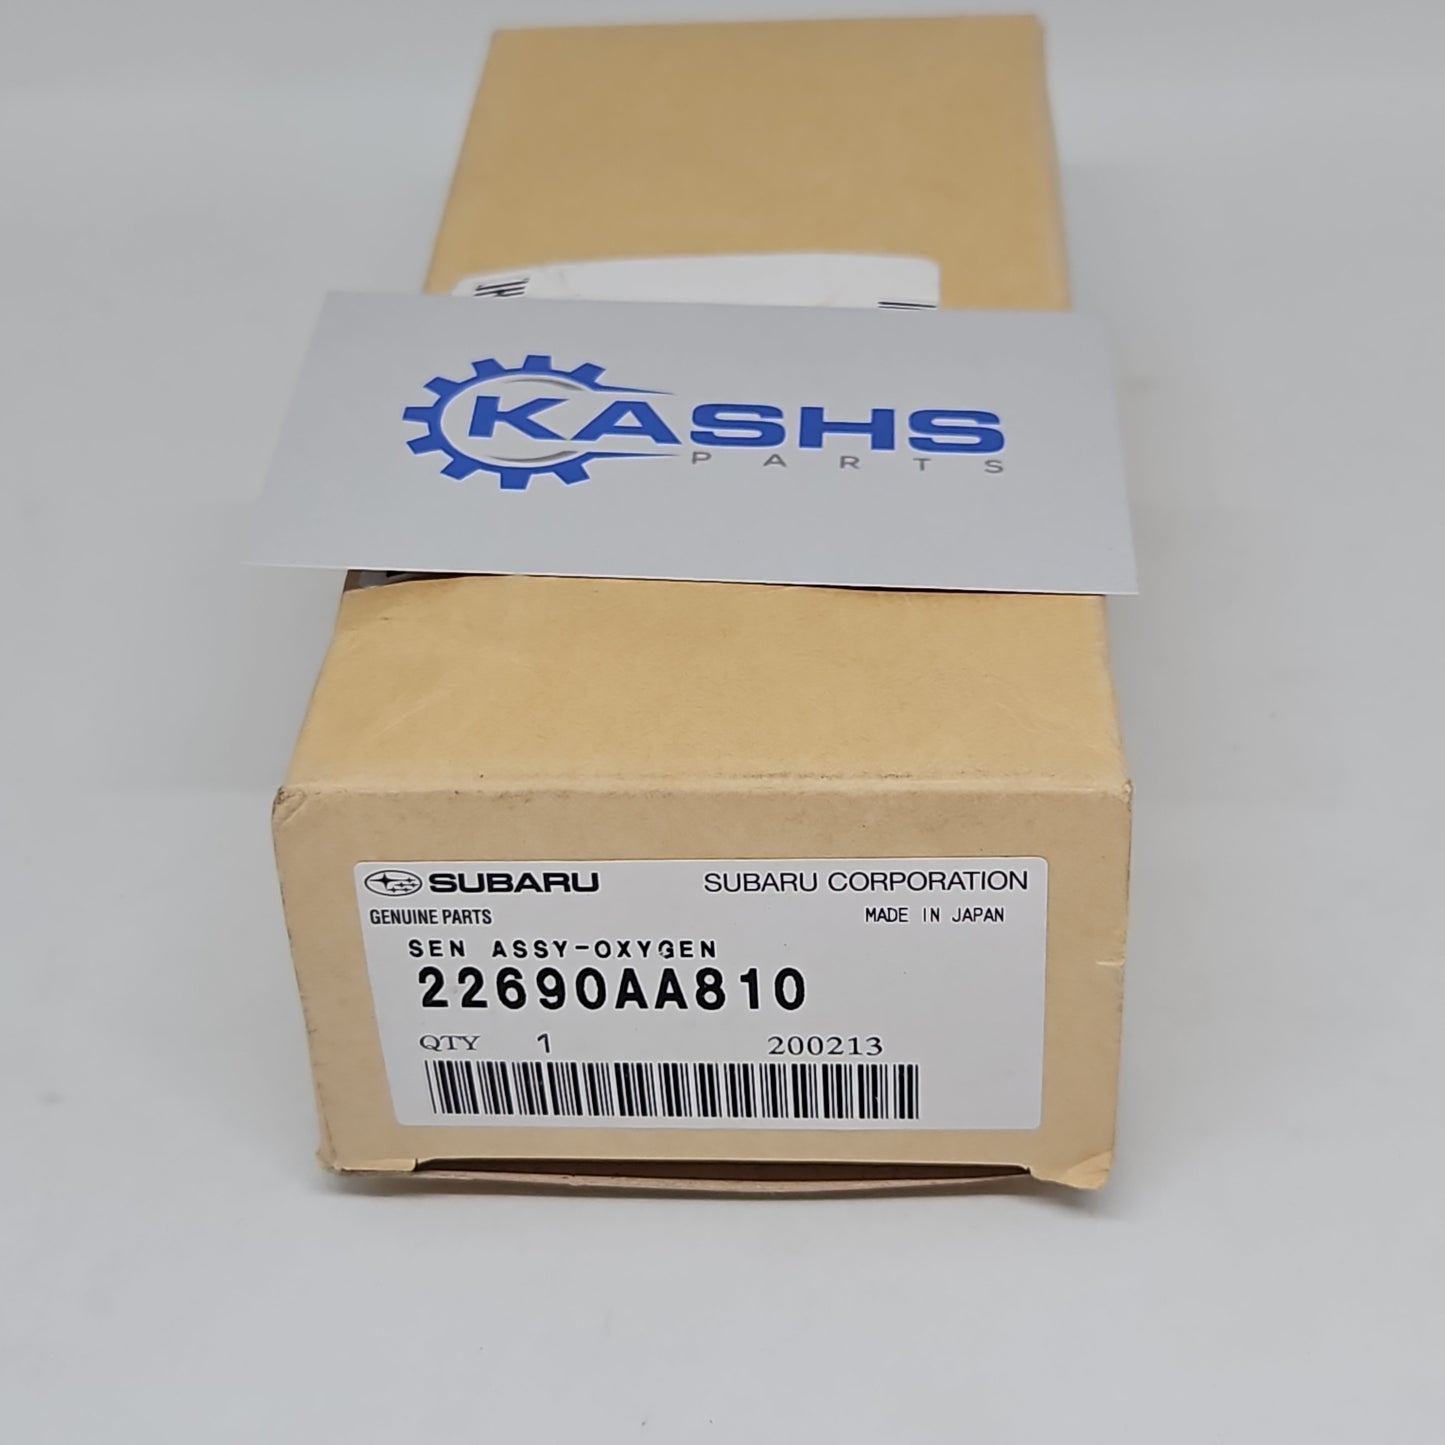 KASHS
PARTS
SUBARU SUBARU CORPORATION
GENUINE PARTS MADE IN JAPAN
SEN ASSY-OXYGEN
22690AA810
QTY 1 200213